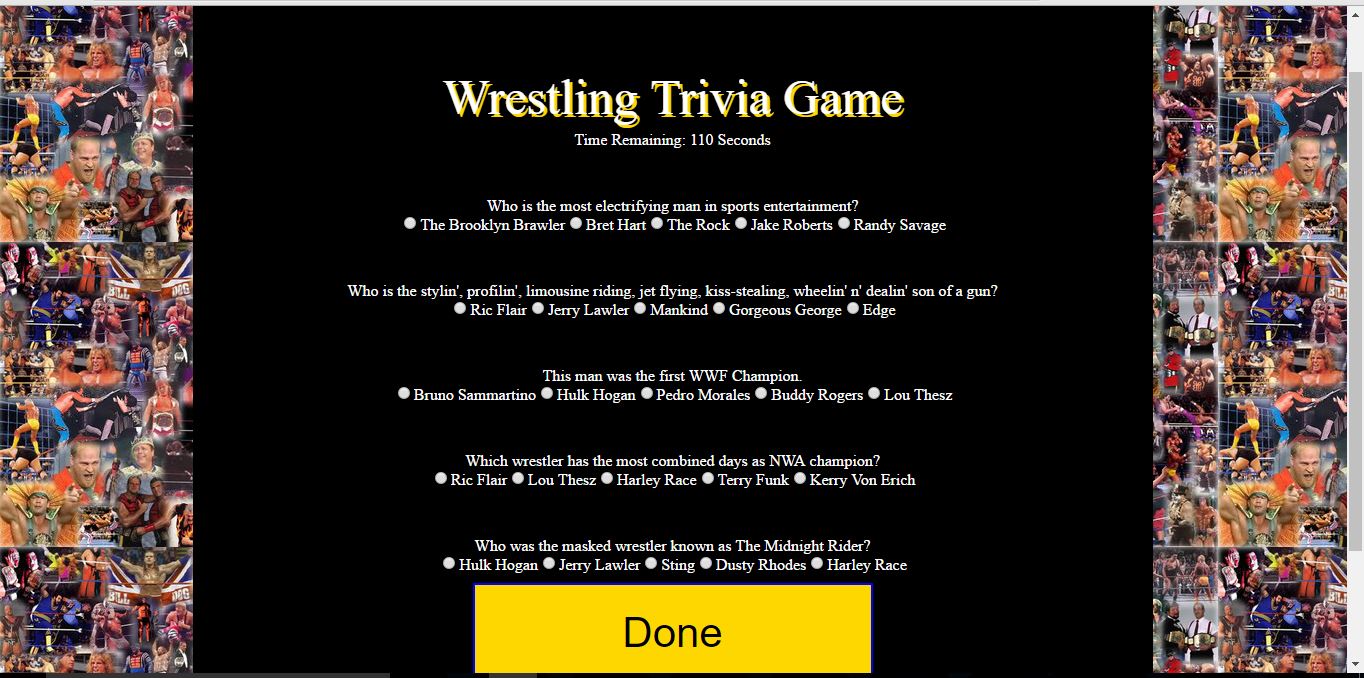 Wrestling Trivia Game
Time Remaining: 110 Seconds
Who is the most electrifying man in sports entertainment?
The Brooklyn Brawler Bret Hart The Rock Jake Roberts Randy Savage
Who is the stylin', profilin', limousine riding, jet flying, kiss-stealing, wheelin' n' dealin' son of a gun?
Ric Flair Jerry Lawler Mankind Gorgeous George Edge
This man was the first WWF Champion.
Bruno Sammartino Hulk Hogan Pedro Morales Buddy Rogers Lou Thesz
Which wrestler has the most combined days as NWA champion?
Ric Flair Lou Thesz Harley Race Terry Funk Kerry Von Erich
Who was the masked wrestler known as The Midnight Rider?
Hulk Hogan Jerry Lawler Sting Dusty Rhodes Harley Race
Done